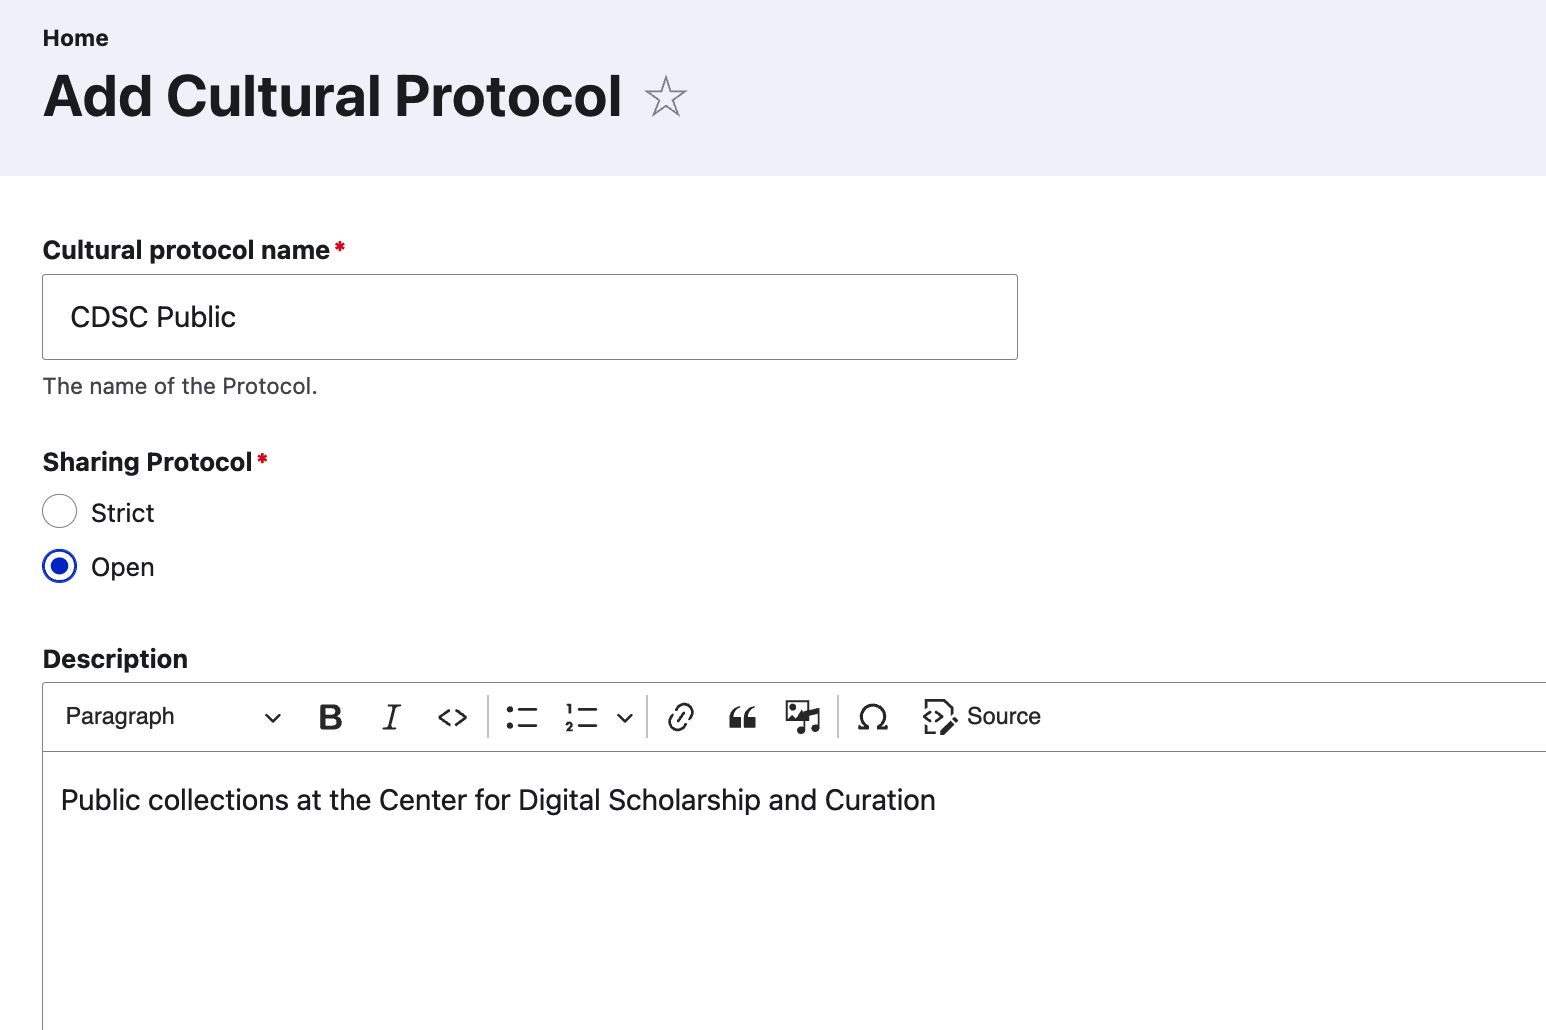 Home
Add Cultural Protocol
Cultural protocol name*
CDSC Public
The name of the Protocol.
Sharing Protocol*
Strict
Open
Description
Paragraph B I Source
Public collections at the Center for Digital Scholarship and Curation